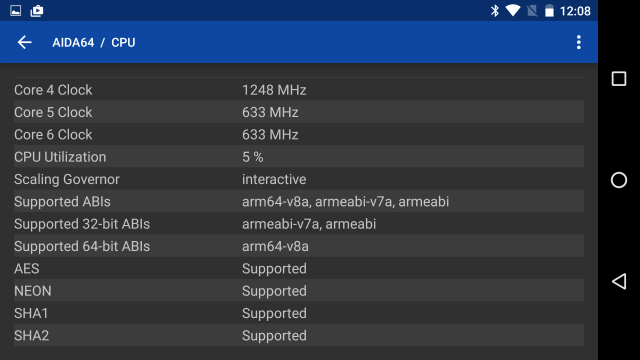 12:08
AIDA64 / CPU
Core 4 Clock 1248 MHz
Core 5 Clock 633 MHz
Core 6 Clock 633 MHz
CPU Utilization 5 %
Scaling Governor interactive
Supported ABIs arm64-v8a, armeabi-v7a, armeabi
Supported 32-bit ABIs armeabi-v7a, armeabi
Supported 64-bit ABIs arm64-v8a
AES Supported
NEON Supported
SHA1 Supported
SHA2 Supported